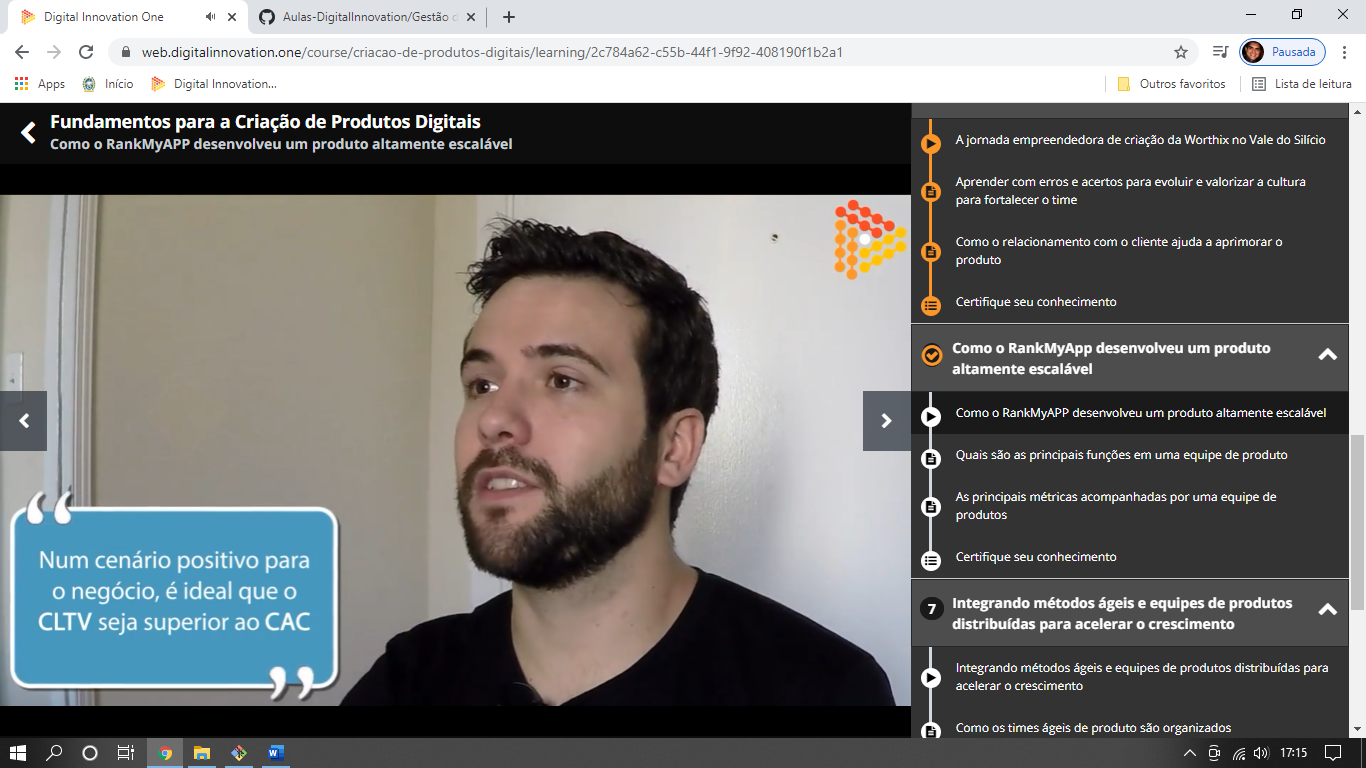 Digital Innovation One
Aulas-DigitalInnovation/Gestão d
web.digitalinnovation.one/course/criacao-de-produtos-digitais/learning/2c784a62-c55b-44f1-9f92-408190f1b2a1
Pausada
Apps
Início
Digital Innovation...
Outros favoritos
Lista de leitura
Fundamentos para a Criação de Produtos Digitais
Como o RankMyAPP desenvolveu um produto altamente escalável
Num cenário positivo para
o negócio, é ideal que o
CLTV seja superior ao CAC
A jornada empreendedora de criação da Worthix no Vale do Silício
Aprender com erros e acertos para evoluir e valorizar a cultura
para fortalecer o time
Como o relacionamento com o cliente ajuda a aprimorar o
produto
Certifique seu conhecimento
Como o RankMyApp desenvolveu um produto
altamente escalável
Como o RankMyAPP desenvolveu um produto altamente escalável
Quais são as principais funções em uma equipe de produto
As principais métricas acompanhadas por uma equipe de
produtos
Certifique seu conhecimento
7
Integrando métodos ágeis e equipes de produtos
distribuídas para acelerar o crescimento
Integrando métodos ágeis e equipes de produtos distribuídas para
acelerar o crescimento
Como os times ágeis de produto são organizados
17:15